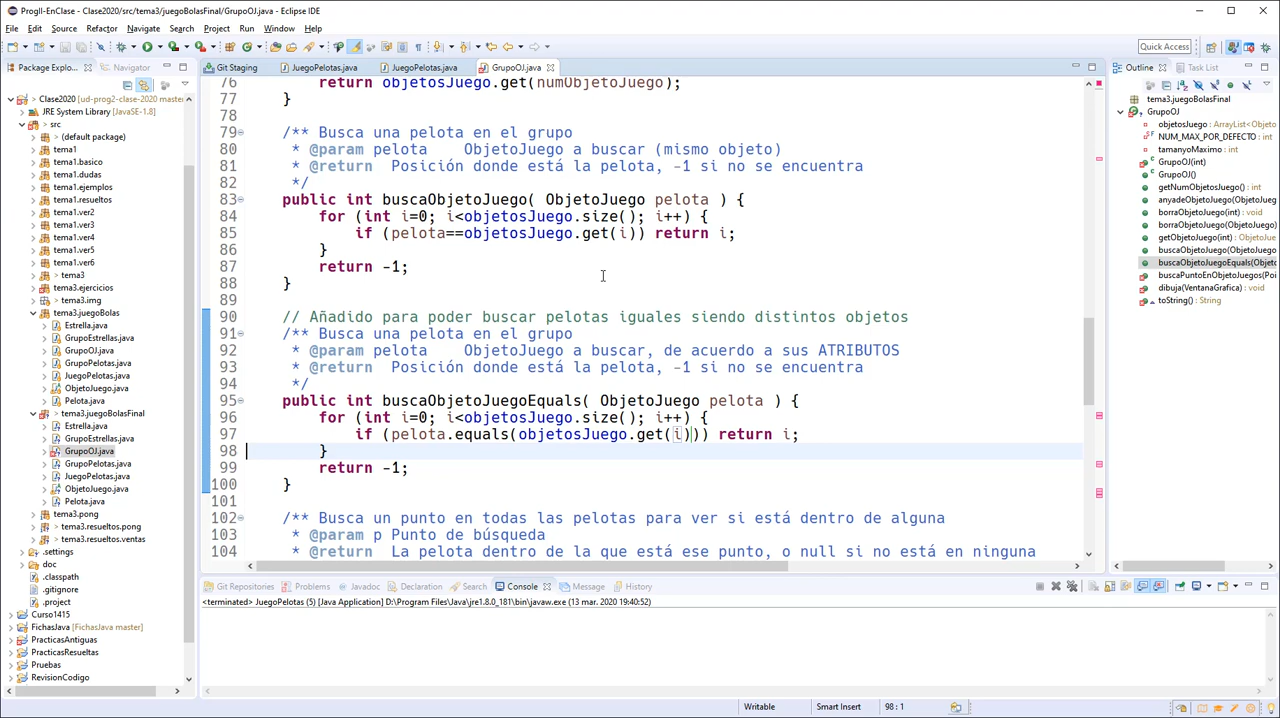 ProgII-EnClase - Clase2020/src/tema3/juegoBolasFinal/GrupoOJ.java - Eclipse IDE
File Edit Source Refactor Navigate Search Project Run Window Help
Quick Access
Package Explo...
Navigator
Clase2020 [ud-prog2-clase-2020 master]
JRE System Library [JavaSE-1.8]
src
(default package)
tema1
tema1.basico
tema1.dudas
tema1.ejemplos
tema1.resueltos
tema1.ver2
tema1.ver3
tema1.ver4
tema1.ver5
tema1.ver6
> tema3
tema3.ejercicios
> tema3.img
tema3.juegoBolas
Estrella.java
GrupoEstrellas.java
GrupoOJ.java
GrupoPelotas.java
JuegoPelotas.java
ObjetoJuego.java
Pelota.java
> tema3.juegoBolasFinal
Estrella.java
GrupoEstrellas.java
GrupoOJ.java
GrupoPelotas.java
JuegoPelotas.java
ObjetoJuego.java
Pelota.java
tema3.pong
> tema3.resueltos.pong
> tema3.resueltos.ventas
.settings
doc
.classpath
.gitignore
.project
Curso1415
FichasJava [FichasJava master]
PracticasAntiguas
PracticasResueltas
Pruebas
RevisionCodigo
Git Staging
JuegoPelotas.java
JuegoPelotas.java
GrupoOJ.java
76 return objetosJuego.get(numObjetoJuego);
77 }
78
79 /** Busca una pelota en el grupo
80 * @param pelota ObjetoJuego a buscar (mismo objeto)
81 * @return Posición donde está la pelota, -1 si no se encuentra
82 */
83 public int buscaObjetoJuego( ObjetoJuego pelota ) {
84 for (int i=0; i<objetosJuego.size(); i++) {
85 if (pelota==objetosJuego.get(i)) return i;
86 }
87 return -1;
88 }
89
90 // Añadido para poder buscar pelotas iguales siendo distintos objetos
91 /** Busca una pelota en el grupo
92 * @param pelota ObjetoJuego a buscar, de acuerdo a sus ATRIBUTOS
93 * @return Posición donde está la pelota, -1 si no se encuentra
94 */
95 public int buscaObjetoJuegoEquals( ObjetoJuego pelota ) {
96 for (int i=0; i<objetosJuego.size(); i++) {
97 if (pelota.equals(objetosJuego.get(i))) return i;
98 }
99 return -1;
100 }
101
102 /** Busca un punto en todas las pelotas para ver si está dentro de alguna
103 * @param p Punto de búsqueda
104 * @return La pelota dentro de la que está ese punto, o null si no está en ninguna
Outline
Task List
tema3.juegoBolasFinal
GrupoOJ
objetosJuego : ArrayList<Objeto
NUM_MAX_POR_DEFECTO : int
tamanyoMaximo : int
GrupoOJ(int)
GrupoOJ()
getNumObjetosJuego() : int
anyadeObjetoJuego(ObjetoJue
borraObjetoJuego(int) : void
borraObjetoJuego(ObjetoJuego
getObjetoJuego(int) : ObjetoJue
buscaObjetoJuego(ObjetoJuego
buscaObjetoJuegoEquals(Objeto
buscaPuntoEnObjetoJuegos(Poi
dibuja(VentanaGrafica) : void
toString() : String
Git Repositories
Problems
Javadoc
Declaration
Search
Console
Message
History
<terminated> JuegoPelotas (5) [Java Application] D:\Program Files\Java\jre1.8.0_181\bin\javaw.exe (13 mar. 2020 19:40:52)
Writable
Smart Insert
98 : 1